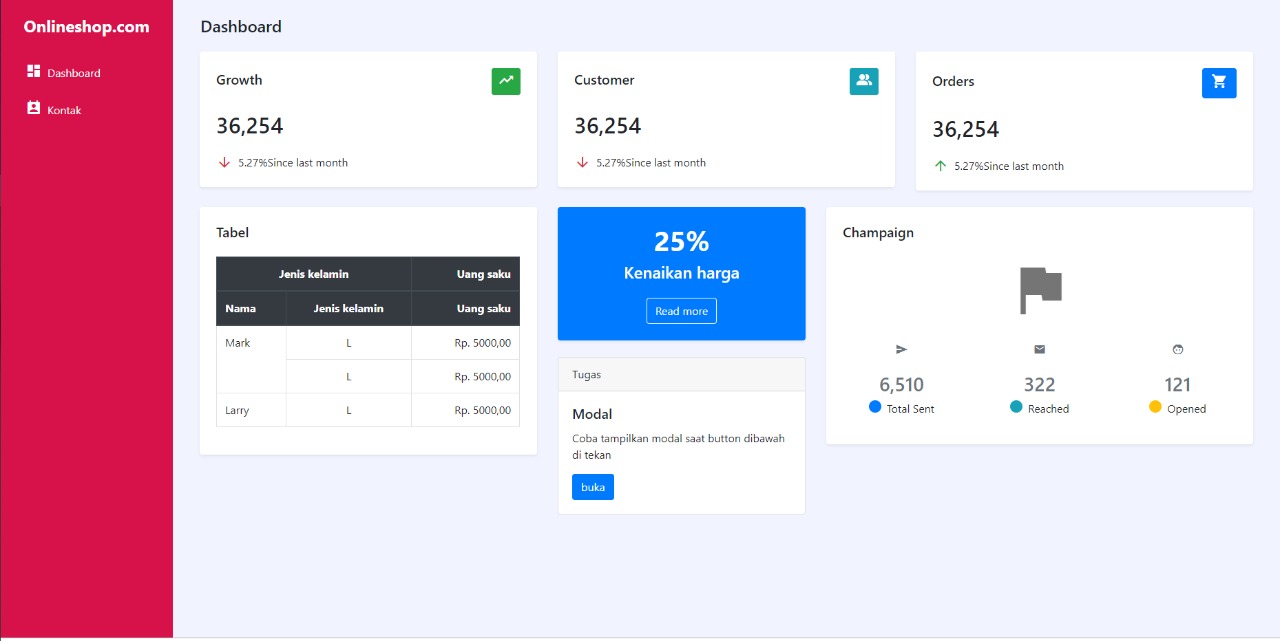 Onlineshop.com
Dashboard
Kontak
Dashboard
Growth
36,254
5.27%Since last month
Customer
36,254
5.27%Since last month
Orders
36,254
5.27%Since last month
Tabel
Jenis kelamin Uang saku
Nama Jenis kelamin Uang saku
Mark L Rp. 5000,00
L Rp. 5000,00
Larry L Rp. 5000,00
25%
Kenaikan harga
Read more
Tugas
Modal
Coba tampilkan modal saat button dibawah
di tekan
buka
Champaign
6,510 322 121
Total Sent Reached Opened